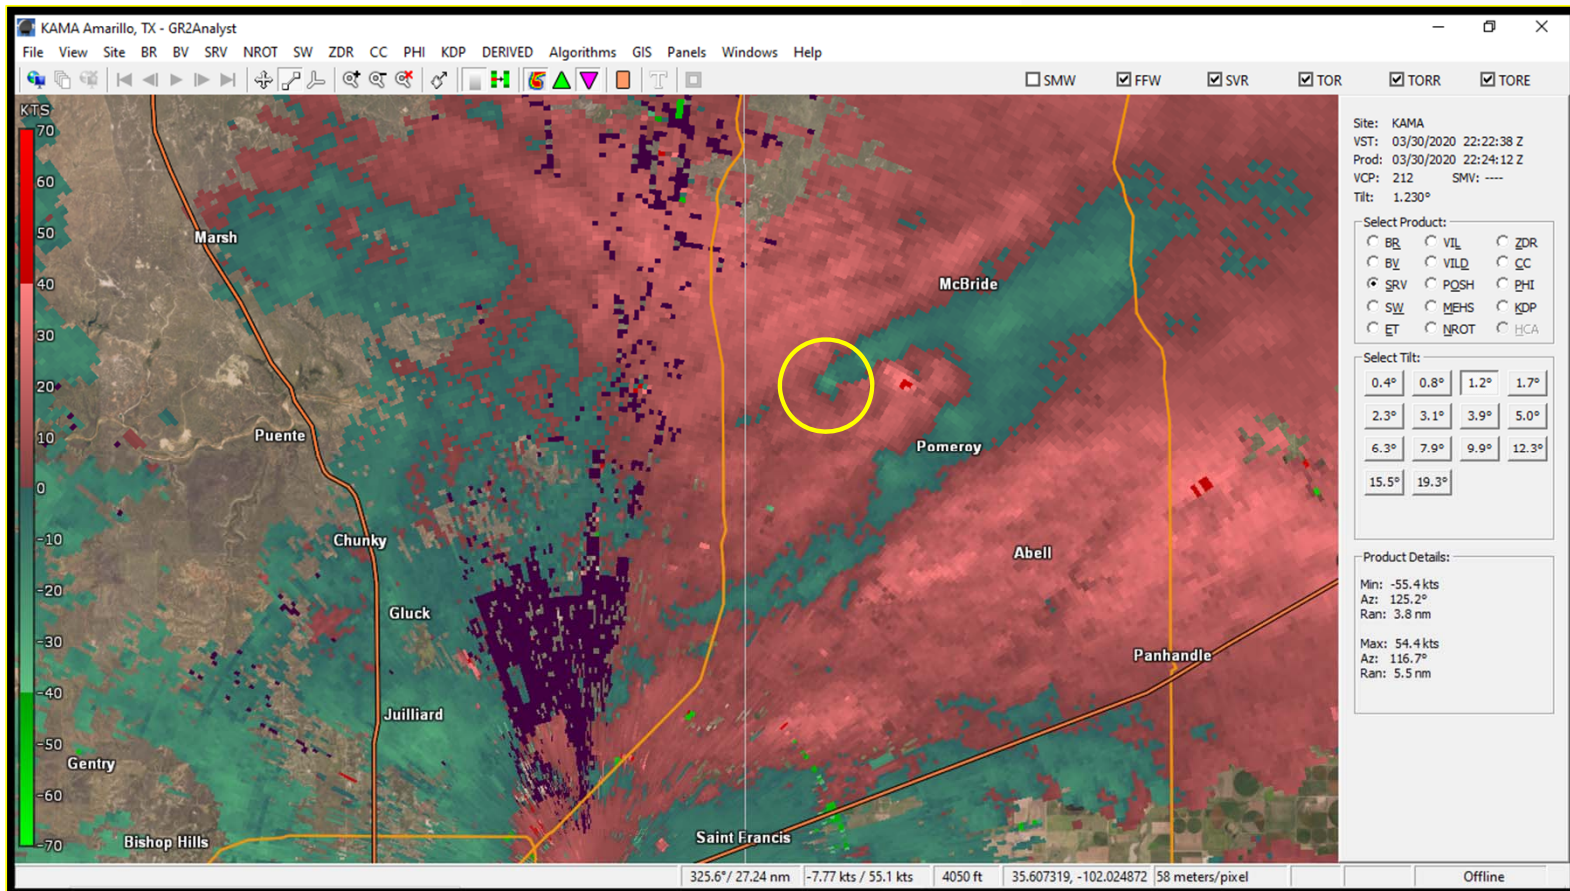 KAMA Amarillo, TX - GR2Analyst
File View Site BR BV SRV NROT SW ZDR CC PHI KDP DERIVED Algorithms GIS Panels Windows Help
SMW FFW SVR TOR TORR TORE
KTS
70
60
50
40
30
20
10
0
-10
-20
-30
-40
-50
-60
-70
Marsh
McBride
Puente
Pomeroy
Chunky
Abell
Gluck
Panhandle
Juilliard
Gentry
Saint Francis
Bishop Hills
Site: KAMA
VST: 03/30/2020 22:22:38 Z
Prod: 03/30/2020 22:24:12 Z
VCP: 212 SMV: ----
Tilt: 1.230°
Select Product:
BR VIL ZDR
BV VILD CC
SRV POSH PHI
SW MEHS KDP
ET NROT HCA
Select Tilt:
0.4° 0.8° 1.2° 1.7°
2.3° 3.1° 3.9° 5.0°
6.3° 7.9° 9.9° 12.3°
15.5° 19.3°
Product Details:
Min: -55.4 kts
Az: 125.2°
Ran: 3.8 nm
Max: 54.4 kts
Az: 116.7°
Ran: 5.5 nm
325.6°/ 27.24 nm -7.77 kts / 55.1 kts 4050 ft 35.607319, -102.024872 58 meters/pixel Offline